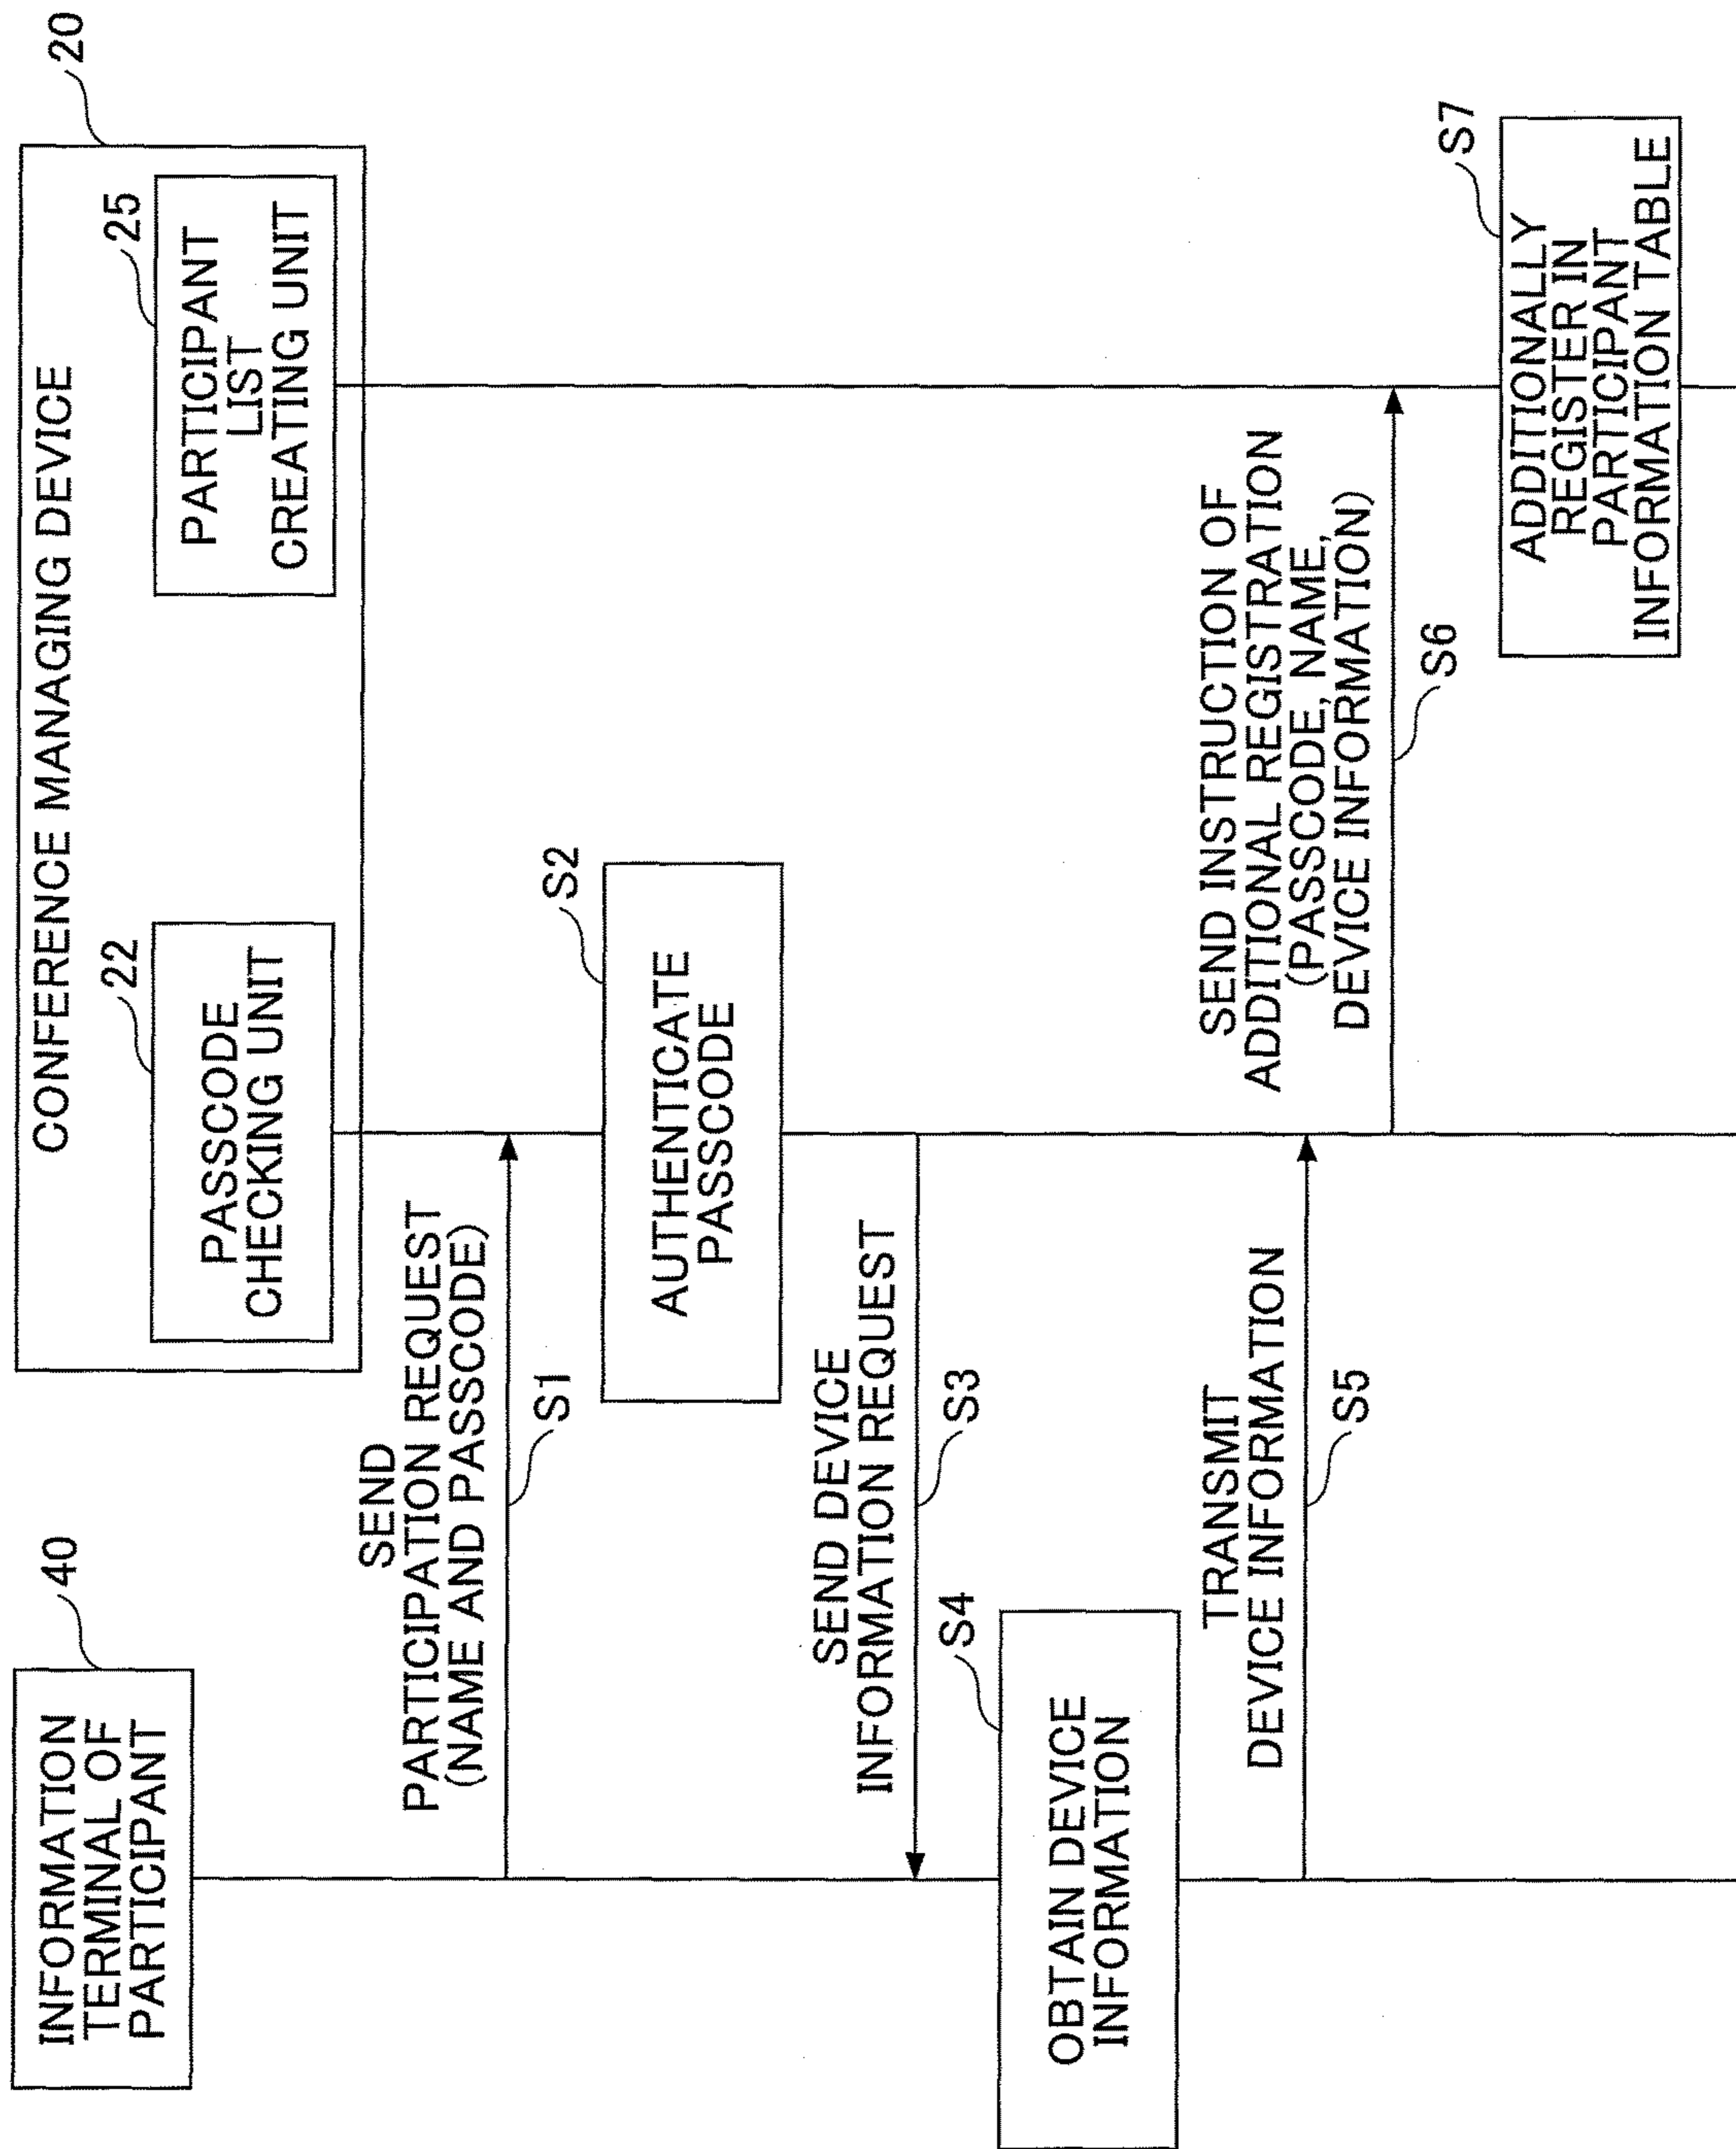 INFORMATION
TERMINAL OF
PARTICIPANT
40
CONFERENCE MANAGING DEVICE
20
PASSCODE
CHECKING UNIT
22
PARTICIPANT
LIST
CREATING UNIT
25
SEND
PARTICIPATION REQUEST
(NAME AND PASSCODE)
S1
AUTHENTICATE
PASSCODE
S2
SEND DEVICE
INFORMATION REQUEST
S3
OBTAIN DEVICE
INFORMATION
S4
TRANSMIT
DEVICE INFORMATION
S5
SEND INSTRUCTION OF
ADDITIONAL REGISTRATION
(PASSCODE, NAME,
DEVICE INFORMATION)
S6
ADDITIONALLY
REGISTER IN
PARTICIPANT
INFORMATION TABLE
S7